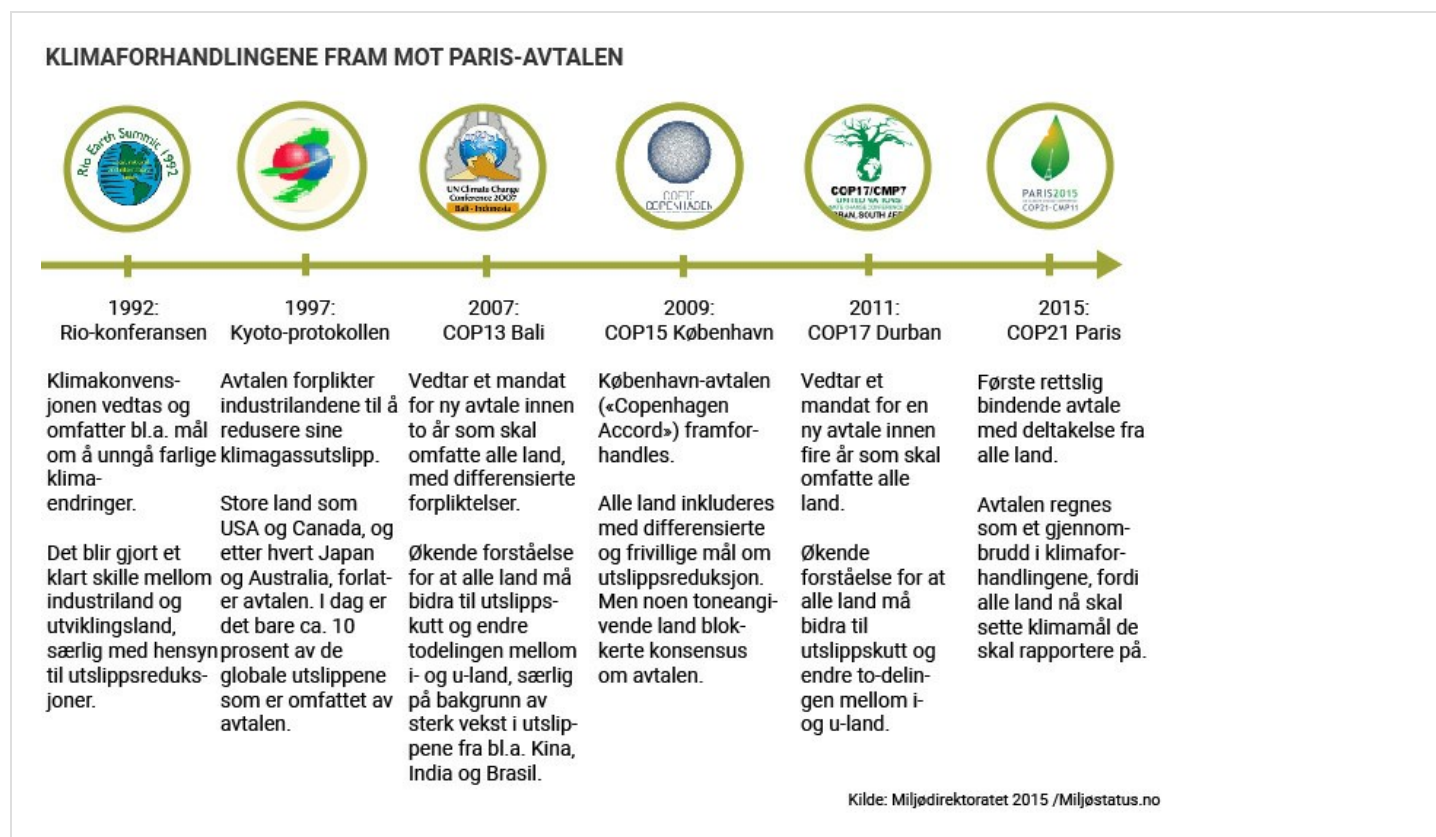 KLIMAFORHANDLINGENE FRAM MOT PARIS-AVTALEN
Rio Earth Summit 1992
UN Climate Change
Conference 2007
Bali - Indonesia
COP15
COPENHAGEN
COP17/CMP7
UNITED NATIONS
PARIS2015
COP21-CMP11
1992:
Rio-konferansen
Klimakonvens-
jonen vedtas og
omfatter bl.a. mål
om å unngå farlige
klima-
endringer.
Det blir gjort et
klart skille mellom
industriland og
utviklingsland,
særlig med hensyn
til utslippsreduks-
joner.
1997:
Kyoto-protokollen
Avtalen forplikter
industrilandene til å
redusere sine
klimagassutslipp.
Store land som
USA og Canada, og
etter hvert Japan
og Australia, forlat-
er avtalen. I dag er
det bare ca. 10
prosent av de
globale utslippene
som er omfattet av
avtalen.
2007:
COP13 Bali
Vedtar et mandat
for ny avtale innen
to år som skal
omfatte alle land,
med differensierte
forpliktelser.
Økende forståelse
for at alle land må
bidra til utslipps-
kutt og endre
todelingen mellom
i- og u-land, særlig
på bakgrunn av
sterk vekst i utslip-
pene fra bl.a. Kina,
India og Brasil.
2009:
COP15 København
København-avtalen
(«Copenhagen
Accord») framfor-
handles.
Alle land inkluderes
med differensierte
og frivillige mål om
utslippsreduksjon.
Men noen toneangi-
vende land blok-
kerte konsensus
om avtalen.
2011:
COP17 Durban
Vedtar et
mandat for en
ny avtale innen
fire år som skal
omfatte alle
land.
Økende
forståelse for at
alle land må
bidra til
utslippskutt og
endre to-delin-
gen mellom i-
og u-land.
2015:
COP21 Paris
Første rettslig
bindende avtale
med deltakelse fra
alle land.
Avtalen regnes
som et gjennom-
brudd i klimafor-
handlingene, fordi
alle land nå skal
sette klimamål de
skal rapportere på.
Kilde: Miljødirektoratet 2015 /Miljøstatus.no